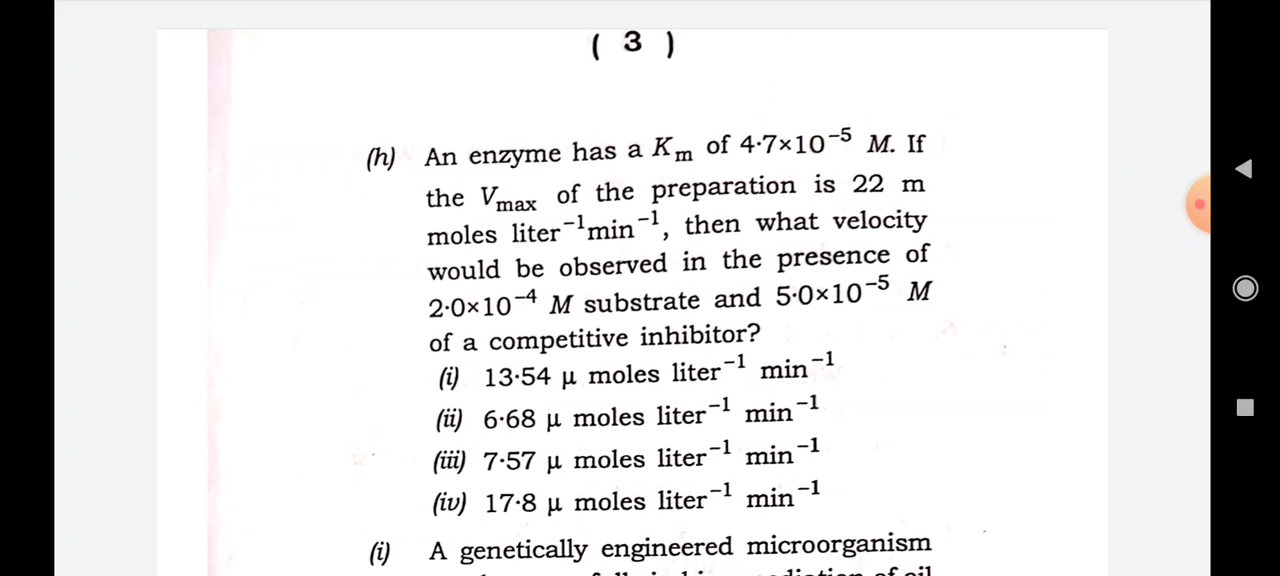 ( 3 )
(h) An enzyme has a Km of 4·7×10⁻⁵ M. If
the Vmax of the preparation is 22 m
moles liter⁻¹min⁻¹, then what velocity
would be observed in the presence of
2·0×10⁻⁴ M substrate and 5·0×10⁻⁵ M
of a competitive inhibitor?
(i) 13·54 μ moles liter⁻¹ min⁻¹
(ii) 6·68 μ moles liter⁻¹ min⁻¹
(iii) 7·57 μ moles liter⁻¹ min⁻¹
(iv) 17·8 μ moles liter⁻¹ min⁻¹
(i) A genetically engineered microorganism